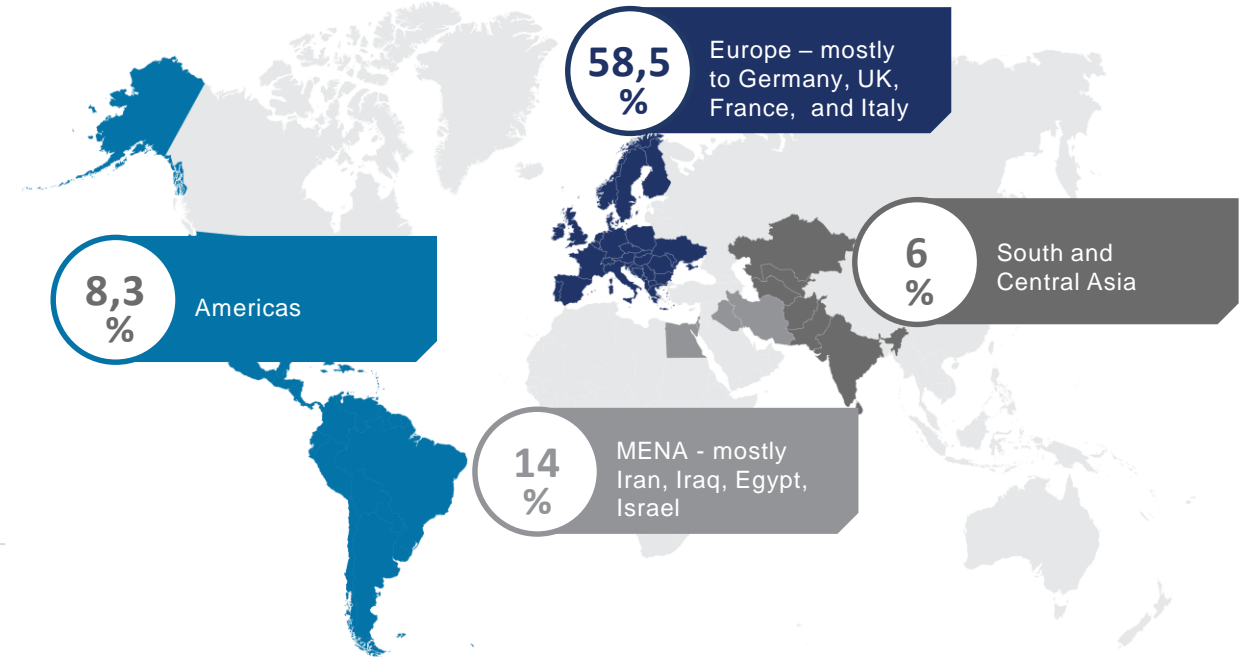 58,5
%
Europe – mostly
to Germany, UK,
France, and Italy
6
%
South and
Central Asia
8,3
%
Americas
14
%
MENA - mostly
Iran, Iraq, Egypt,
Israel